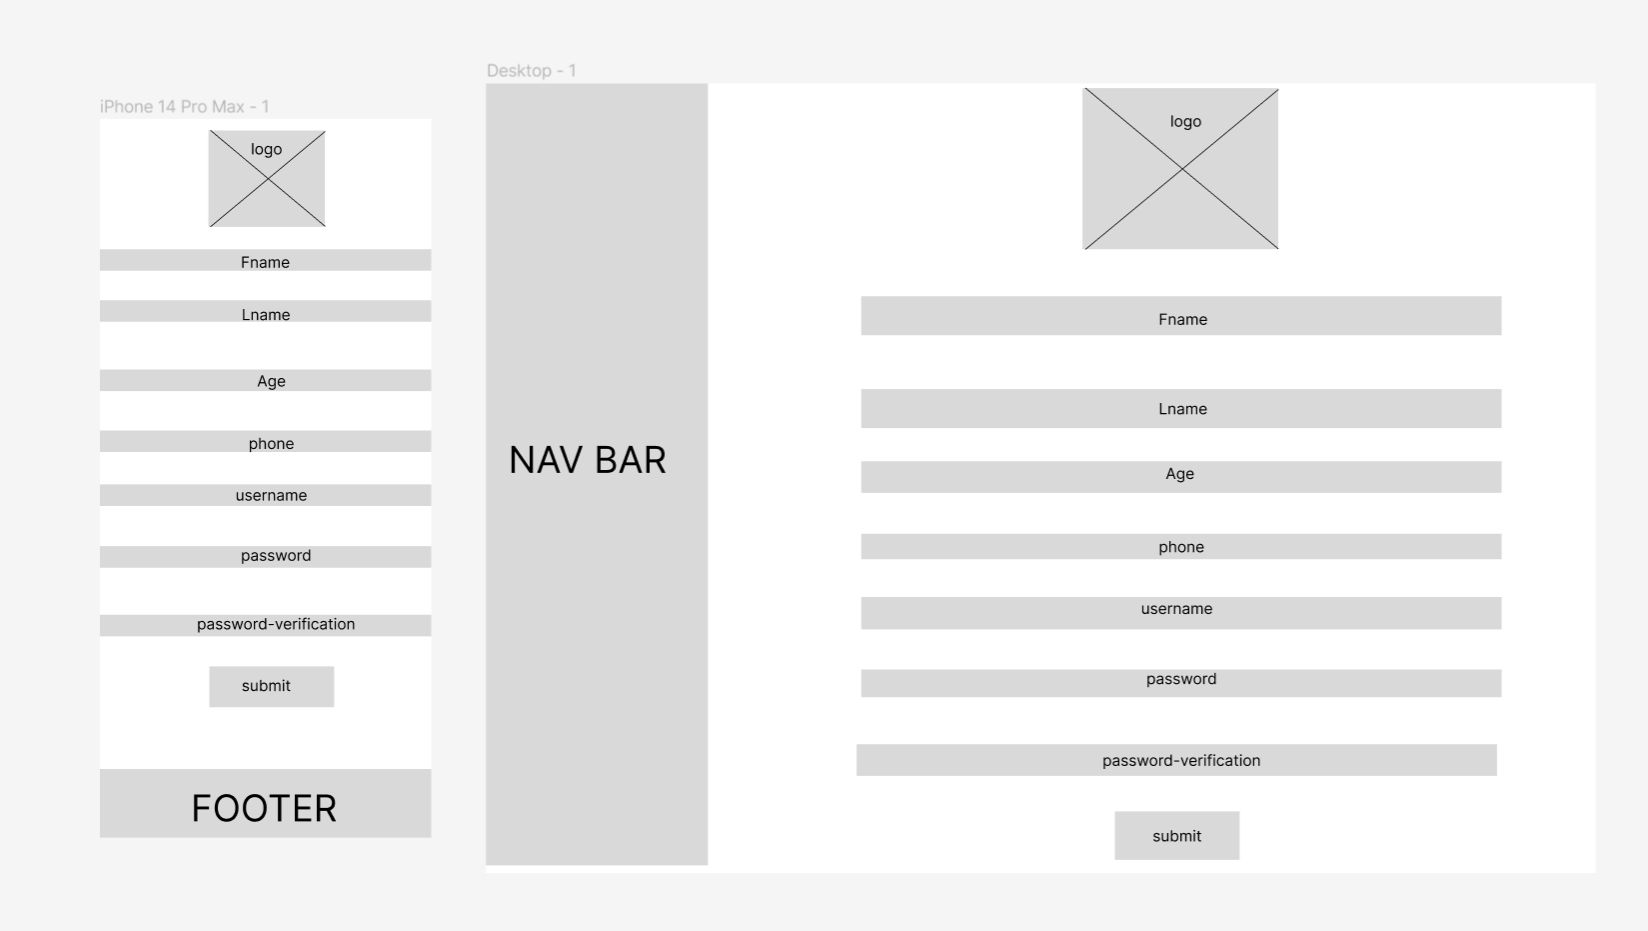 iPhone 14 Pro Max - 1
logo
Fname
Lname
Age
phone
username
password
password-verification
submit
FOOTER
Desktop - 1
NAV BAR
logo
Fname
Lname
Age
phone
username
password
password-verification
submit